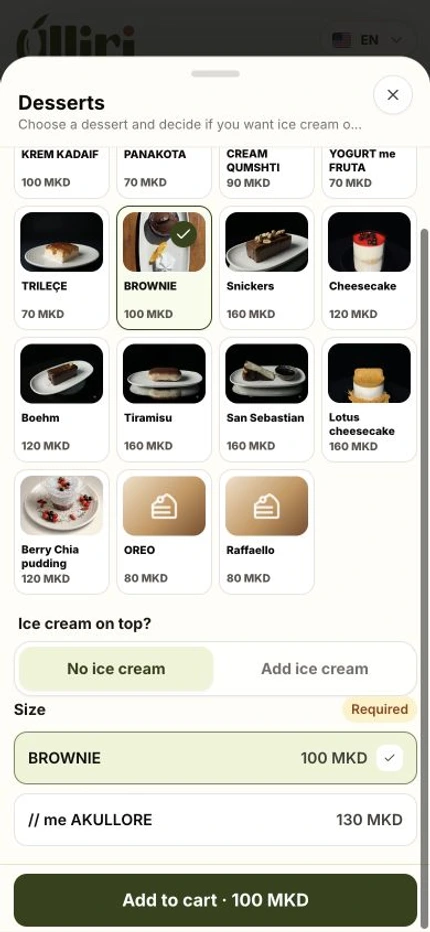 ulliri
EN
Desserts
Choose a dessert and decide if you want ice cream o...
KREM KADAIF
PANAKOTA
CREAM QUMSHTI
YOGURT me FRUTA
100 MKD
70 MKD
90 MKD
70 MKD
TRILEÇE
BROWNIE
Snickers
Cheesecake
70 MKD
100 MKD
160 MKD
120 MKD
Boehm
Tiramisu
San Sebastian
Lotus cheesecake
120 MKD
160 MKD
160 MKD
160 MKD
Berry Chia pudding
OREO
Raffaello
120 MKD
80 MKD
80 MKD
Ice cream on top?
No ice cream
Add ice cream
Size
Required
BROWNIE
100 MKD
// me AKULLORE
130 MKD
Add to cart · 100 MKD